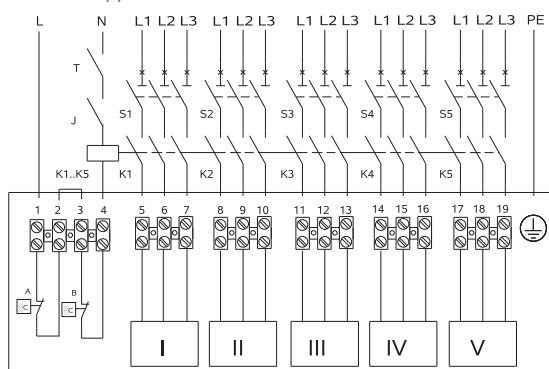 L N L1 L2 L3 L1 L2 L3 L1 L2 L3 L1 L2 L3 L1 L2 L3 PE
T
S1 S2 S3 S4 S5
J
K1..K5 K1 K2 K3 K4 K5
1 2 3 4 5 6 7 8 9 10 11 12 13 14 15 16 17 18 19
A B
C C
I II III IV V